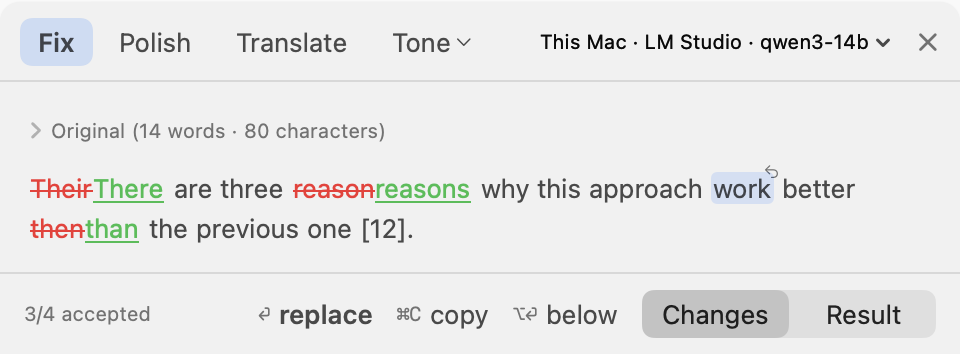 Fix Polish Translate Tone This Mac · LM Studio · qwen3-14b
Original (14 words · 80 characters)
TheirThere are three reasonreasons why this approach work better
thenthan the previous one [12].
3/4 accepted ⏎ replace ⌘C copy ⌥⏎ below Changes Result